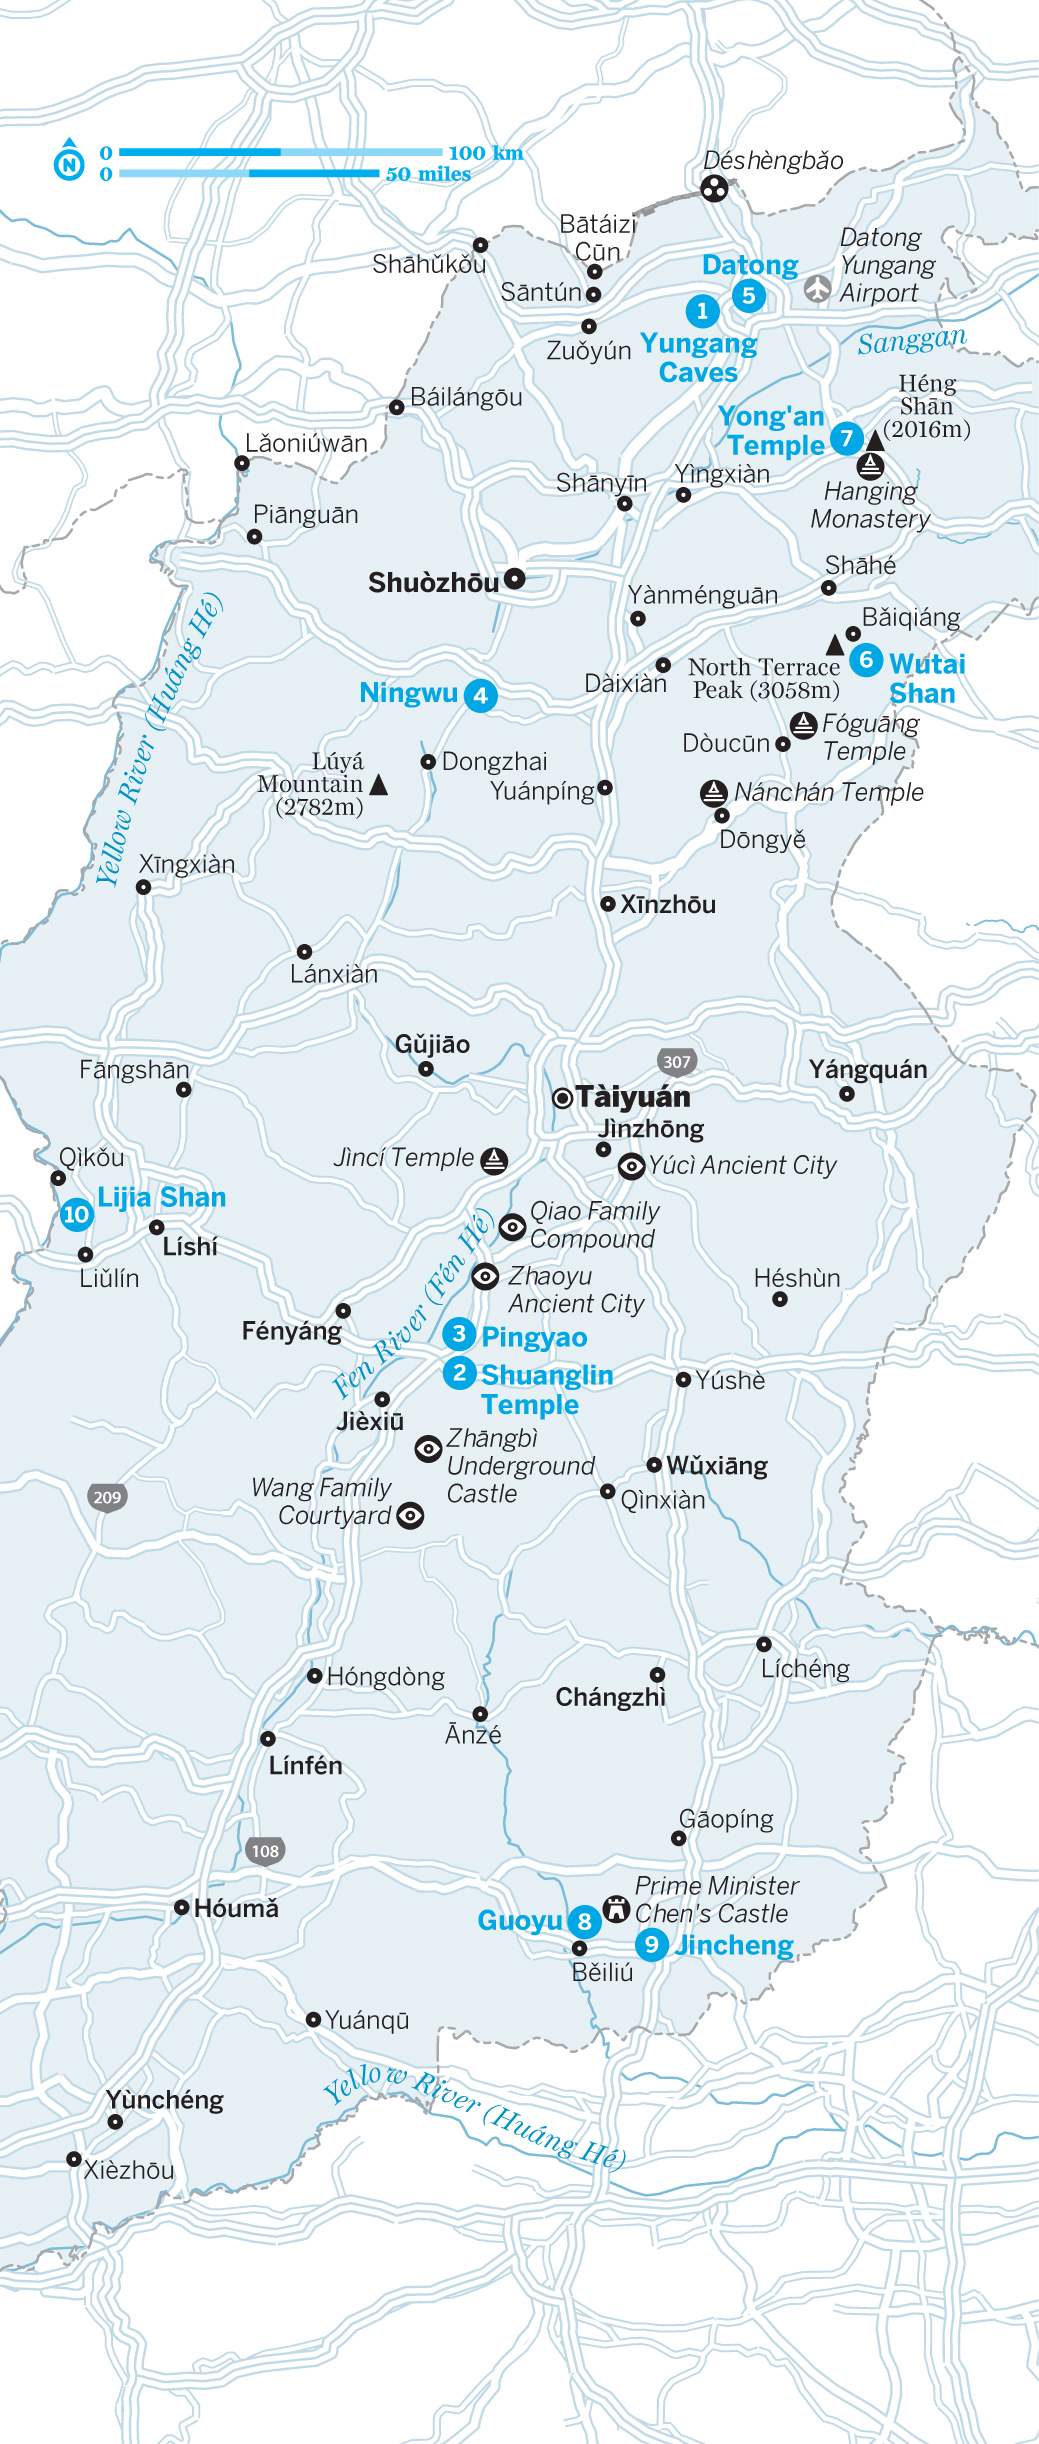 0 100 km
0 50 miles
N
Déshèngbǎo
Bātáizi
Cūn
Shāhǔkǒu
Datong
Yungang
Airport
Datong
5
Sāntún
1
Zuǒyún
Yungang
Caves
Sanggan
Báilángōu
Héng
Shān
(2016m)
Yong'an
Temple
7
Lǎoniúwān
Shānyīn
Yìngxiàn
Hanging
Monastery
Piānguān
Shuòzhōu
Shāhé
Yànménguān
Bǎiqiáng
Yellow River (Huáng Hé)
6
Wutai
Shan
North Terrace
Peak (3058m)
Dàixiàn
Ningwu 4
Fóguāng
Temple
Dòucūn
Lúyá
Mountain
(2782m)
Dongzhai
Yuánpíng
Nánchán Temple
Dōngyě
Xīngxiàn
Xīnzhōu
Lánxiàn
Gǔjiāo
307
Fāngshān
Yángquán
Tàiyuán
Jìnzhōng
Qìkǒu
Jìncí Temple
Yúcì Ancient City
10
Lijia Shan
Qiao Family
Compound
Líshí
Liǔlín
Fen River (Fén Hé)
Zhaoyu
Ancient City
Héshùn
Fényáng
3 Pingyao
2 Shuanglin
Temple
Yúshè
Jièxiū
Zhāngbì
Underground
Castle
Wǔxiāng
Wang Family
Courtyard
209
Qìnxiàn
Líchéng
Hóngdòng
Chángzhì
Ānzé
Línfén
Gāopíng
108
Prime Minister
Chen's Castle
Hóumǎ
Guoyu 8
9 Jincheng
Běiliú
Yuánqū
Yellow River (Huáng Hé)
Yùnchéng
Xièzhōu